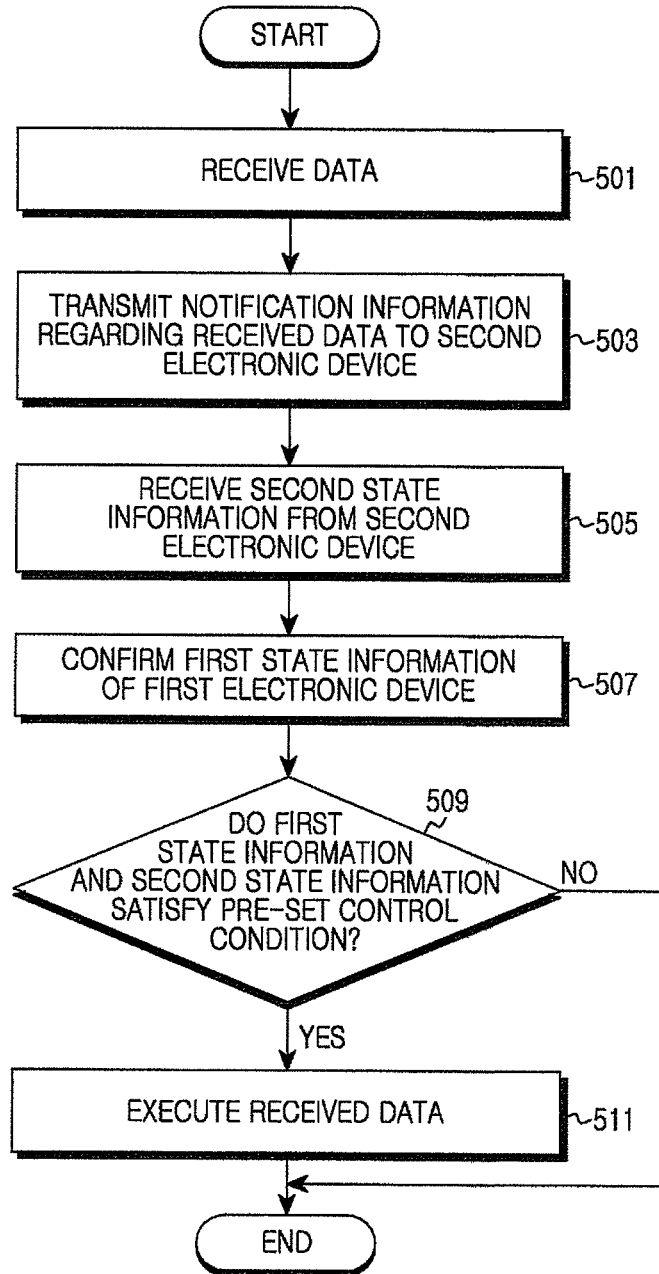 START
RECEIVE DATA
501
TRANSMIT NOTIFICATION INFORMATION
REGARDING RECEIVED DATA TO SECOND
ELECTRONIC DEVICE
503
RECEIVE SECOND STATE
INFORMATION FROM SECOND
ELECTRONIC DEVICE
505
CONFIRM FIRST STATE INFORMATION
OF FIRST ELECTRONIC DEVICE
507
509
DO FIRST
STATE INFORMATION
AND SECOND STATE INFORMATION
SATISFY PRE-SET CONTROL
CONDITION?
NO
YES
EXECUTE RECEIVED DATA
511
END